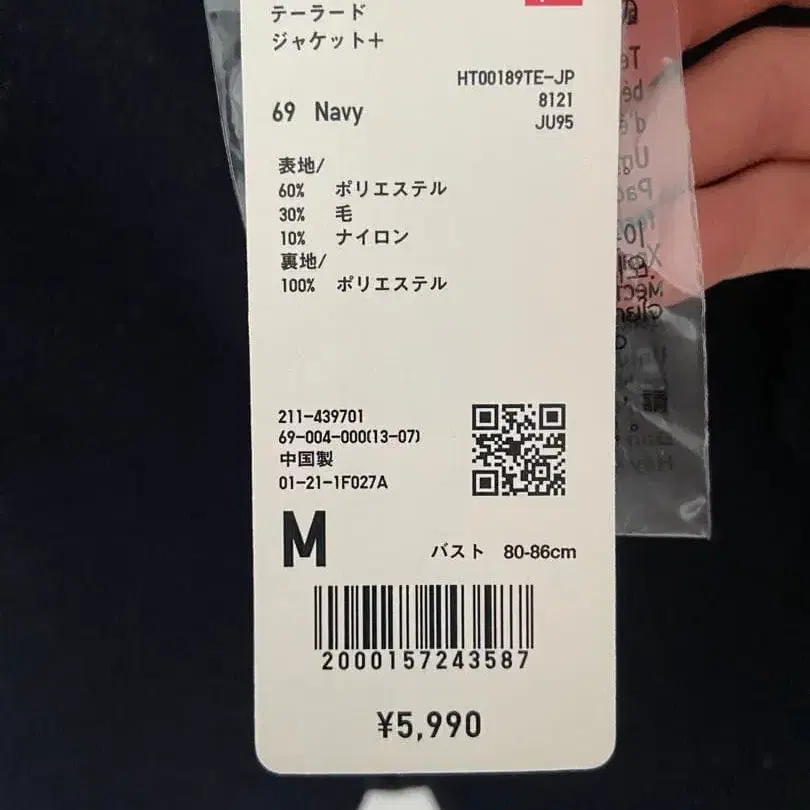 テーラード
ジャケット+
HT00189TE-JP
8121
69 Navy
JU95
表地/
60% ポリエステル
30% 毛
10% ナイロン
裏地/
100% ポリエステル
211-439701
69-004-000(13-07)
中国製
01-21-1F027A
M
バスト 80-86cm
2000157243587
¥5,990